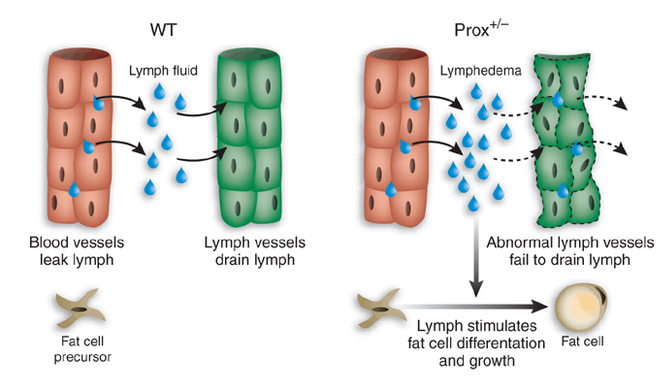 WT
Prox+/–
Lymph fluid
Lymphedema
Blood vessels
leak lymph
Lymph vessels
drain lymph
Abnormal lymph vessels
fail to drain lymph
Fat cell
precursor
Lymph stimulates
fat cell differentation
and growth
Fat cell